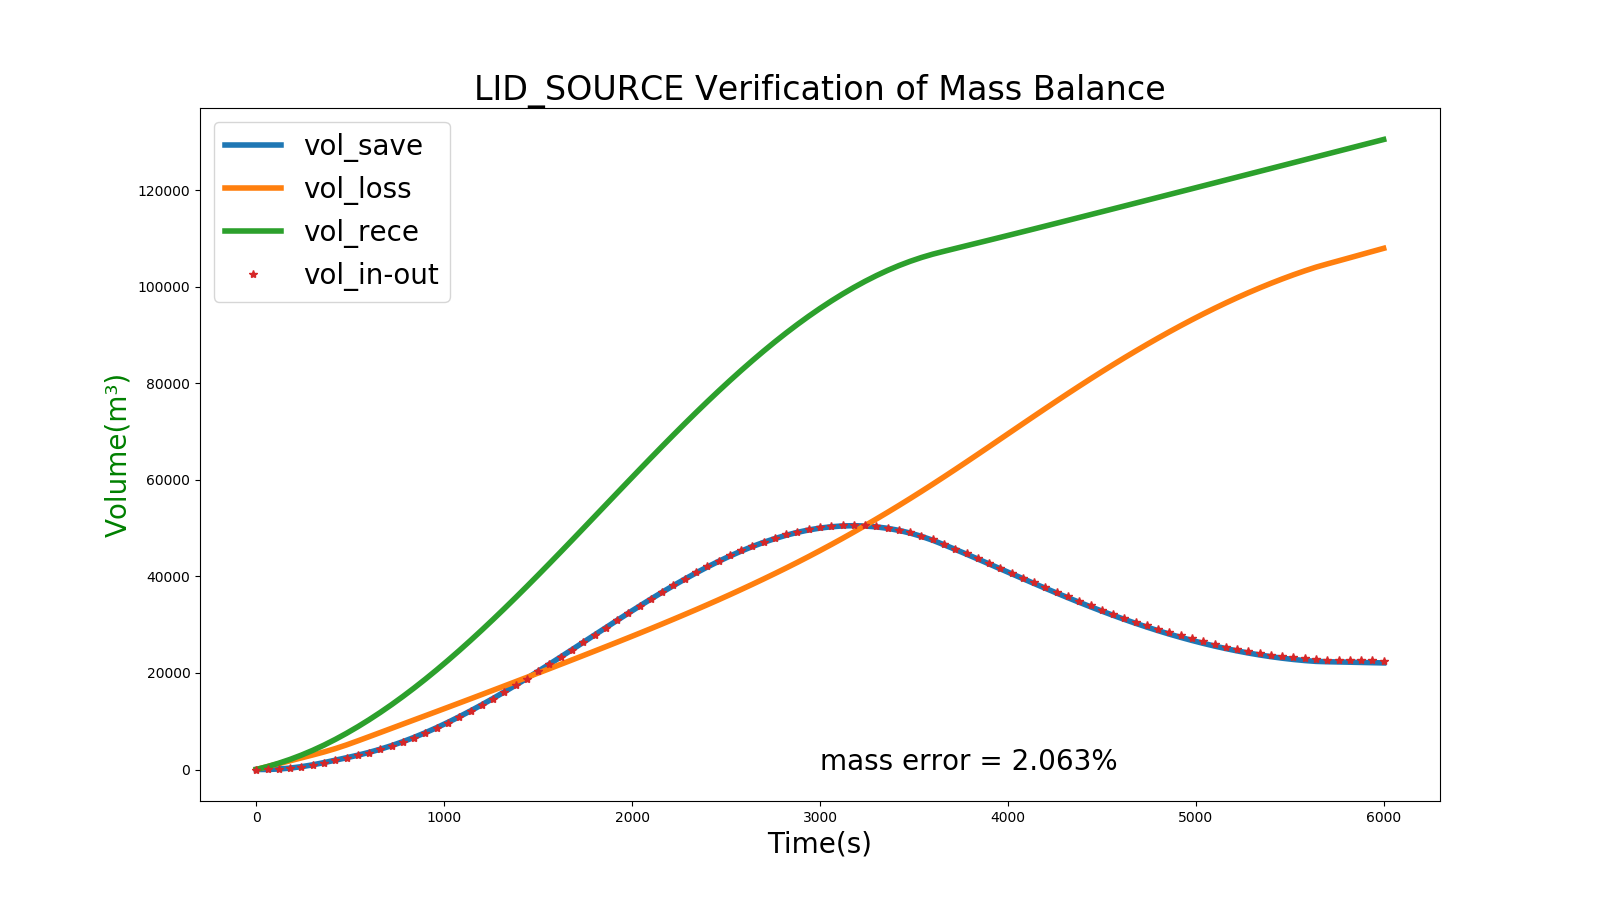 LID_SOURCE Verification of Mass Balance
vol_save
vol_loss
vol_rece
vol_in-out
120000
100000
80000
60000
40000
20000
0
Volume(m³)
mass error = 2.063%
0 1000 2000 3000 4000 5000 6000
Time(s)